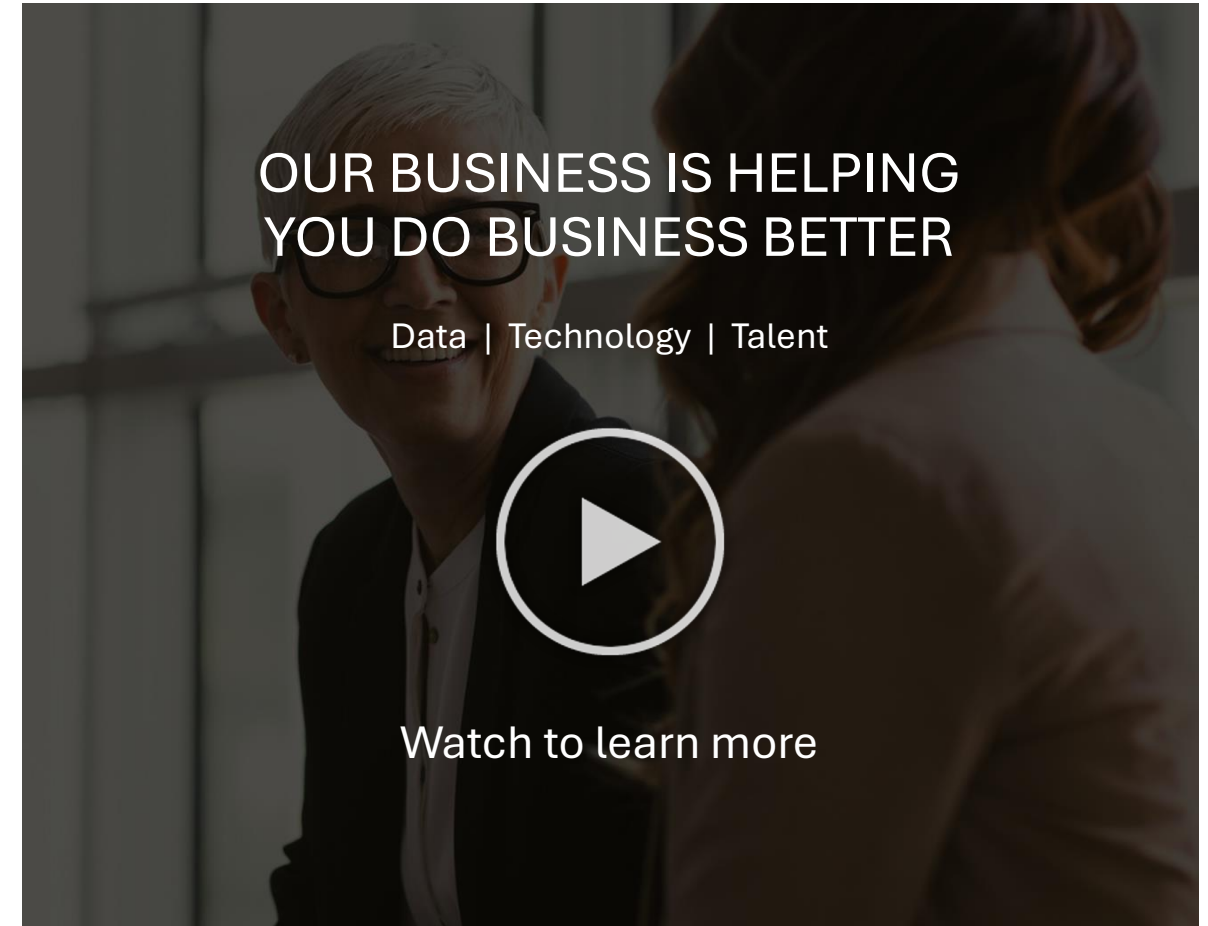 OUR BUSINESS IS HELPING
YOU DO BUSINESS BETTER
Data | Technology | Talent
Watch to learn more